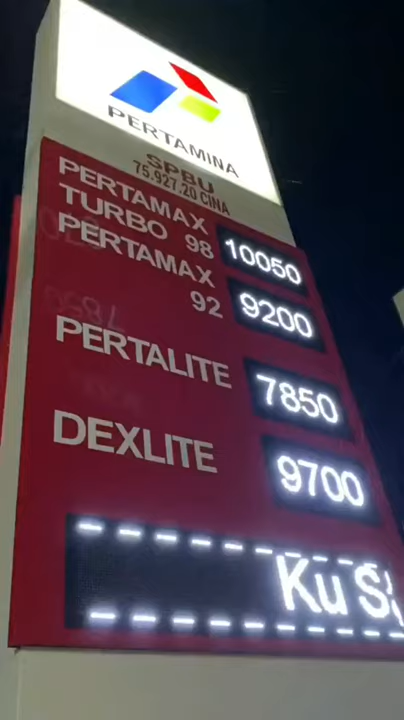 PERTAMINA
SPBU
75.927.20 CINA
PERTAMAX
TURBO 98 10050
PERTAMAX
92 9200
PERTALITE 7850
DEXLITE 9700
Ku